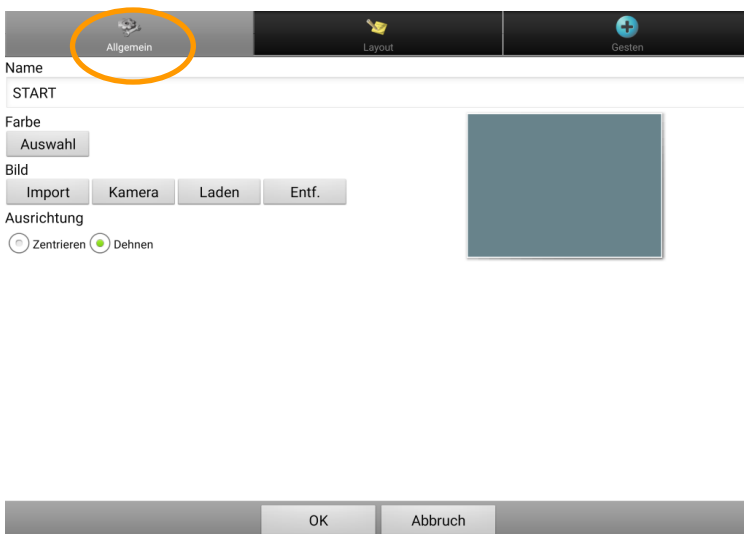 Allgemein Layout Gesten
Name
START
Farbe
Auswahl
Bild
Import Kamera Laden Entf.
Ausrichtung
Zentrieren Dehnen
OK Abbruch